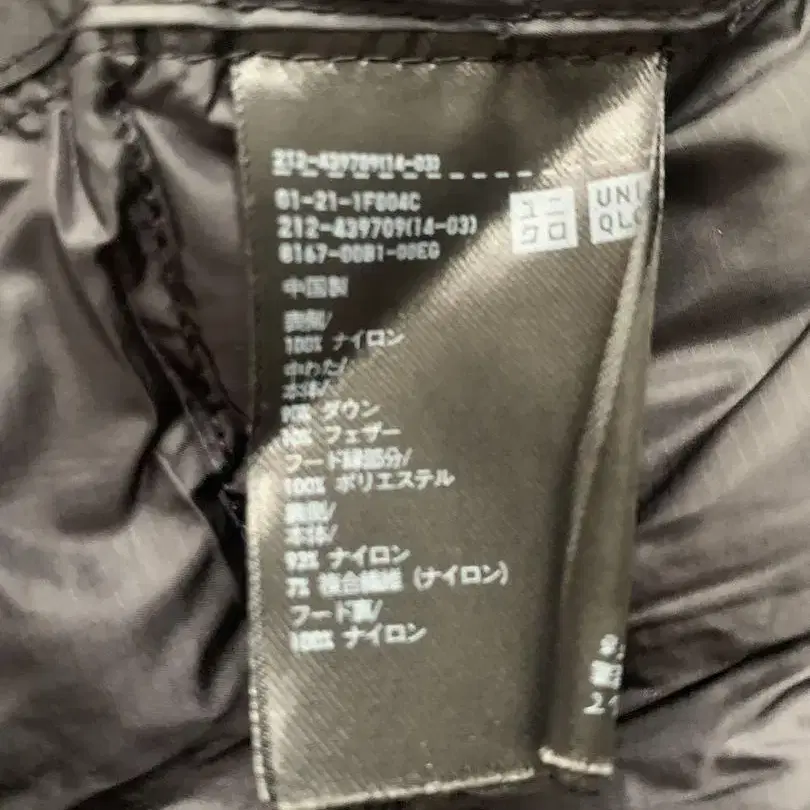 212-439709(14-03)
01-21-1F004C
212-439709(14-03)
8167-00B1-00EG
ユニ
クロ
UNI
QLO
中国製
表側/
100% ナイロン
中わた/
本体/
90% ダウン
10% フェザー
フード縁部分/
100% ポリエステル
裏側/
本体/
93% ナイロン
7% 複合繊維 (ナイロン)
フード裏/
100% ナイロン